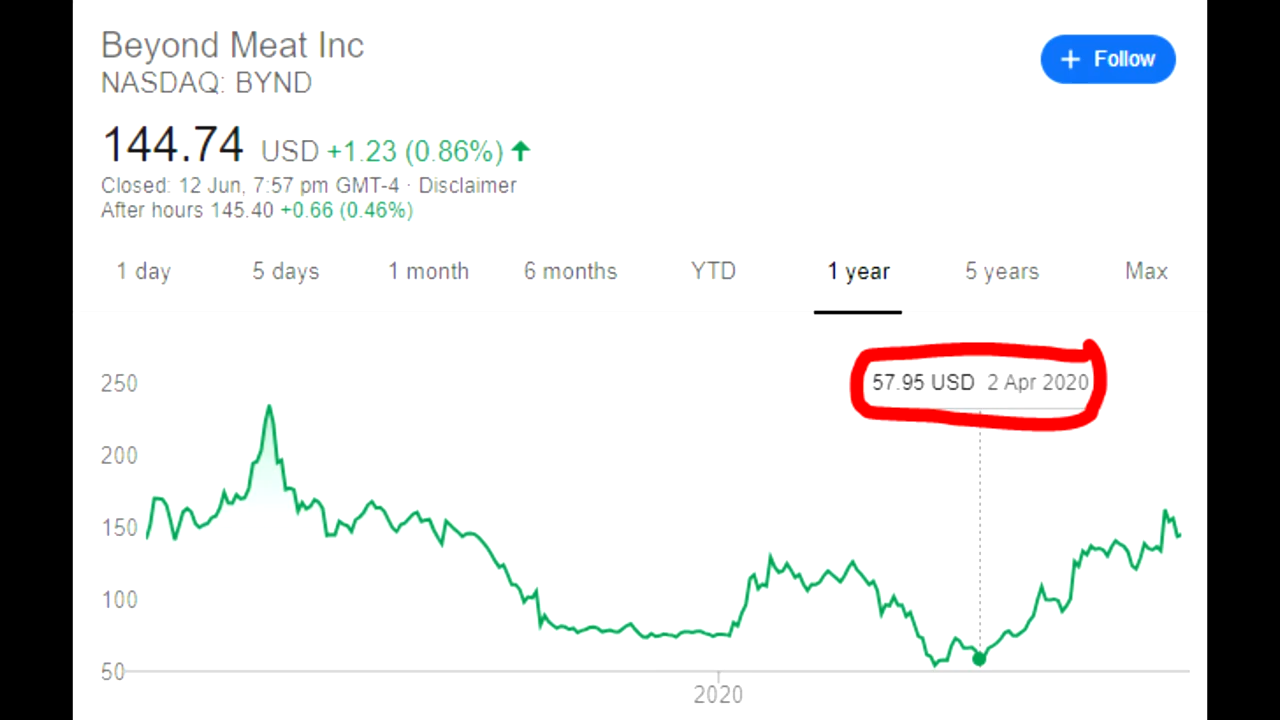 Beyond Meat Inc
NASDAQ: BYND
+ Follow
144.74 USD +1.23 (0.86%) ↑
Closed: 12 Jun, 7:57 pm GMT-4 · Disclaimer
After hours 145.40 +0.66 (0.46%)
1 day 5 days 1 month 6 months YTD 1 year 5 years Max
57.95 USD 2 Apr 2020
250
200
150
100
50
2020